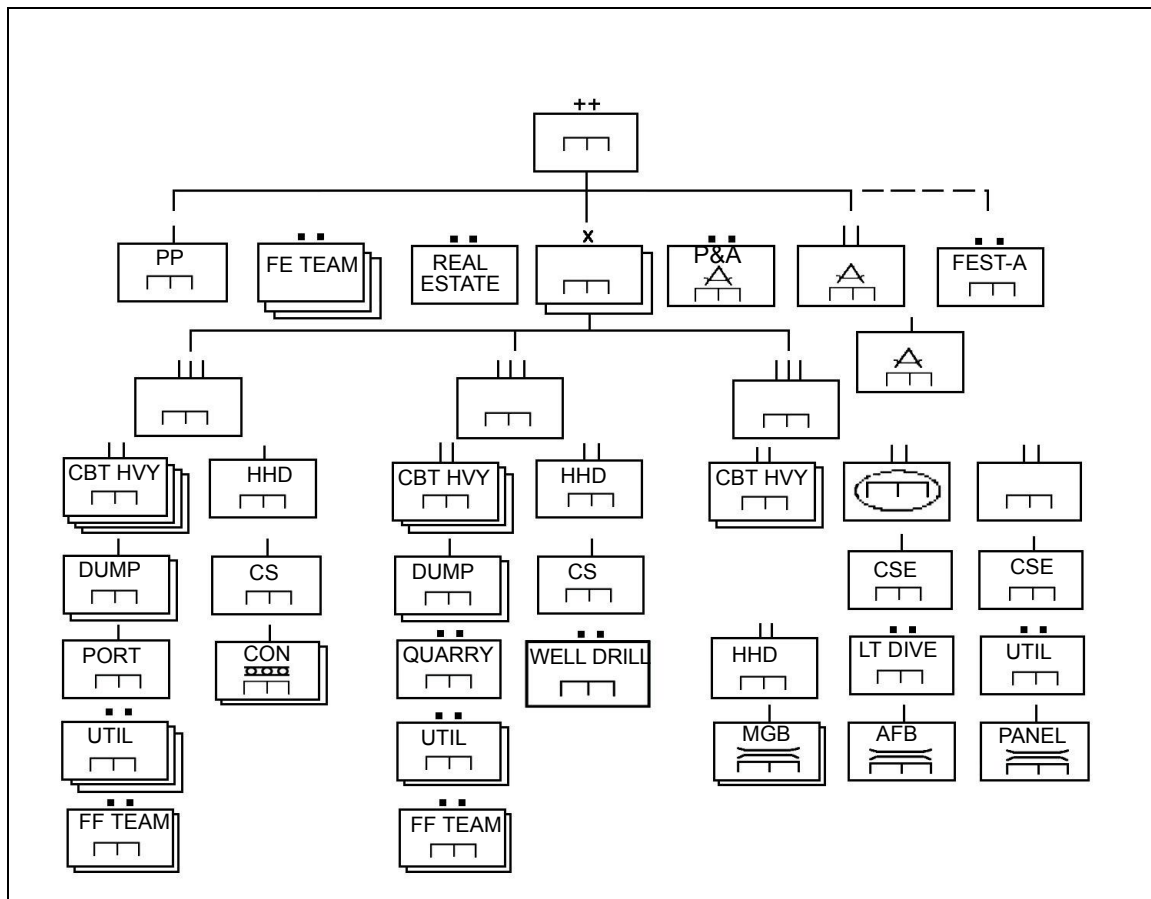 ++
PP
FE TEAM
REAL
ESTATE
X
P&A
FEST-A
CBT HVY
HHD
CBT HVY
HHD
CBT HVY
DUMP
CS
DUMP
CS
CSE
CSE
PORT
CON
QUARRY
WELL DRILL
HHD
LT DIVE
UTIL
UTIL
UTIL
MGB
AFB
PANEL
FF TEAM
FF TEAM